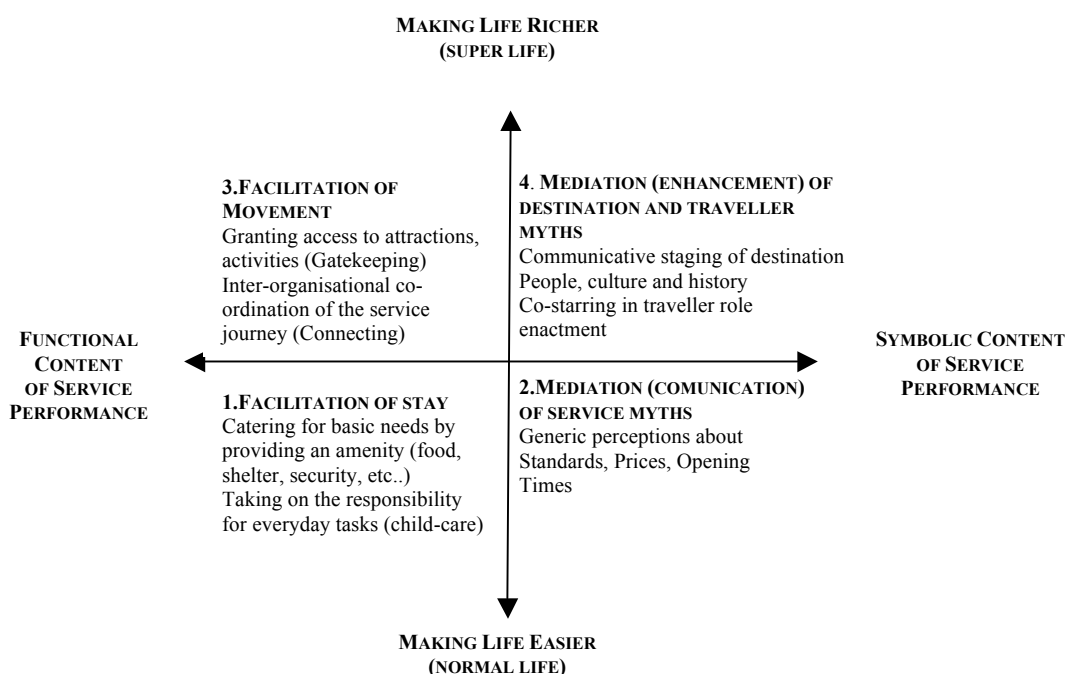 MAKING LIFE RICHER
(SUPER LIFE)
3.FACILITATION OF
MOVEMENT
Granting access to attractions,
activities (Gatekeeping)
Inter-organisational co-
ordination of the service
journey (Connecting)
4. MEDIATION (ENHANCEMENT) OF
DESTINATION AND TRAVELLER
MYTHS
Communicative staging of destination
People, culture and history
Co-starring in traveller role
enactment
FUNCTIONAL
CONTENT
OF SERVICE
PERFORMANCE
SYMBOLIC CONTENT
OF SERVICE
PERFORMANCE
1.FACILITATION OF STAY
Catering for basic needs by
providing an amenity (food,
shelter, security, etc..)
Taking on the responsibility
for everyday tasks (child-care)
2.MEDIATION (COMUNICATION)
OF SERVICE MYTHS
Generic perceptions about
Standards, Prices, Opening
Times
MAKING LIFE EASIER
(NORMAL LIFE)